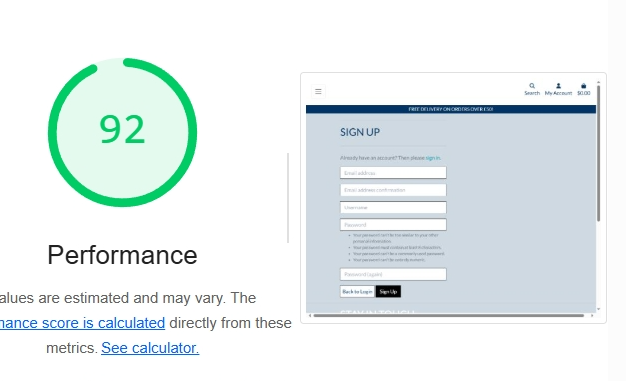 92
Performance
alues are estimated and may vary. The
nance score is calculated directly from these
metrics. See calculator.
Search
My Account
$0.00
FREE DELIVERY ON ORDERS OVER £50!
SIGN UP
Already have an account? Then please sign in.
Email address
Email address confirmation
Username
Password
Your password can't be too similar to your other
personal information.
Your password must contain at least 8 characters.
Your password can't be a commonly used password.
Your password can't be entirely numeric.
Password (again)
Back to Login
Sign Up
STAY IN TOUCH